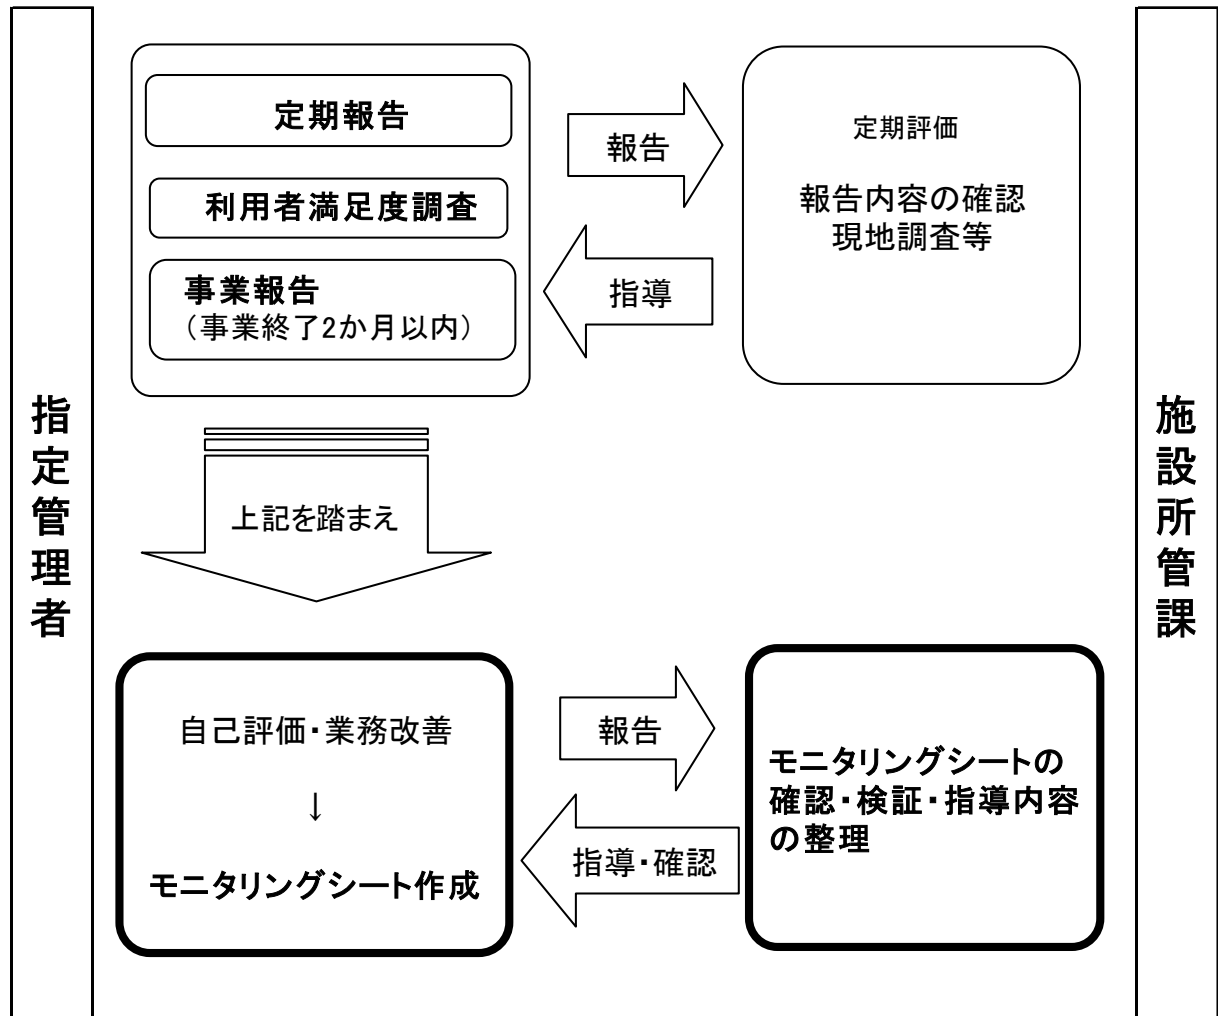 指定管理者
定期報告
利用者満足度調査
事業報告
（事業終了2か月以内）
報告
指導
定期評価
報告内容の確認
現地調査等
上記を踏まえ
自己評価・業務改善
↓
モニタリングシート作成
報告
指導・確認
モニタリングシートの
確認・検証・指導内容
の整理
施設所管課